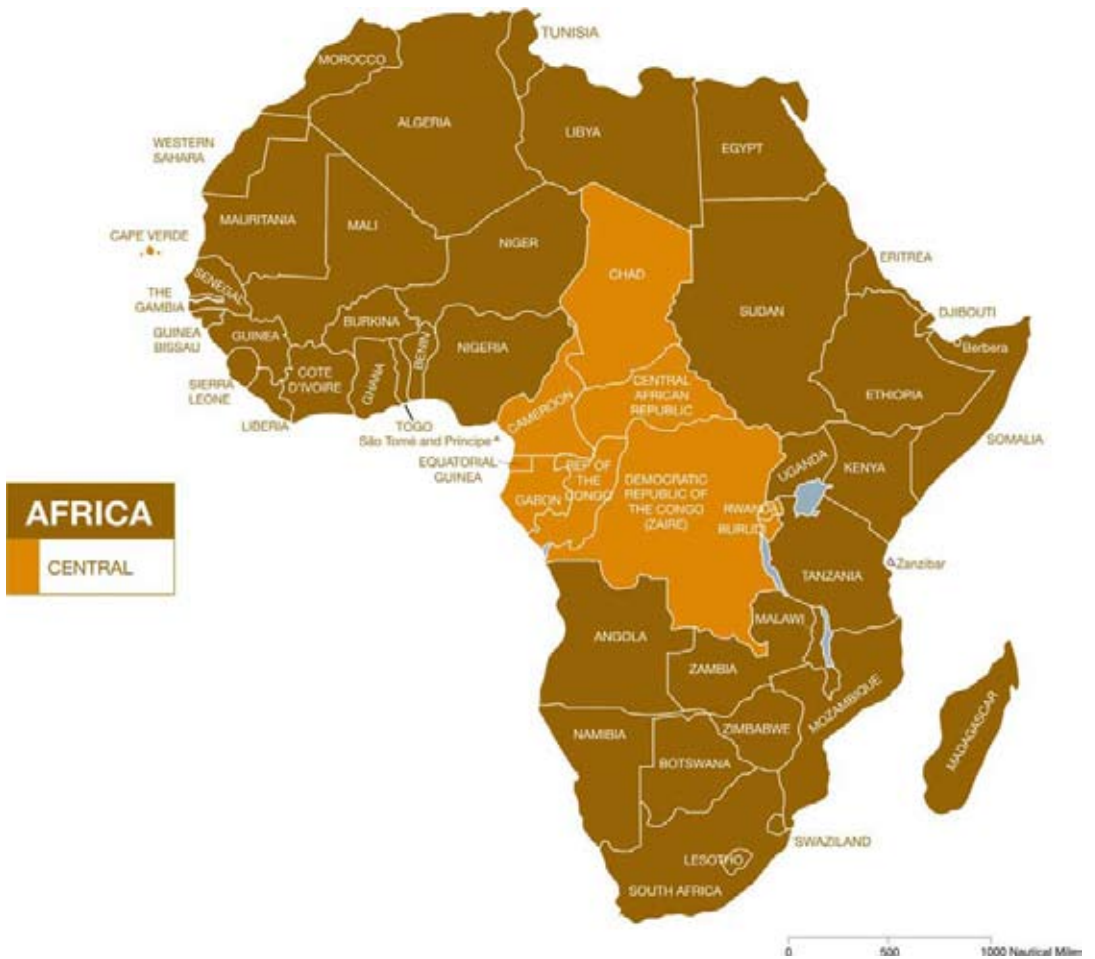 TUNISIA
MOROCCO
ALGERIA
LIBYA
EGYPT
WESTERN
SAHARA
MAURITANIA
MALI
NIGER
CAPE VERDE
CHAD
SUDAN
ERITREA
SENEGAL
THE
GAMBIA
GUINEA
BISSAU
GUINEA
BURKINA
BENIN
NIGERIA
DJIBOUTI
Berbera
SIERRA
LEONE
COTE
D'IVOIRE
GHANA
LIBERIA
TOGO
São Tomé and Príncipe
CAMEROON
CENTRAL
AFRICAN
REPUBLIC
ETHIOPIA
SOMALIA
EQUATORIAL
GUINEA
GABON
REP OF
THE
CONGO
DEMOCRATIC
REPUBLIC OF
THE CONGO
(ZAIRE)
UGANDA
KENYA
RWANDA
BURUDI
TANZANIA
Zanzibar
AFRICA
CENTRAL
ANGOLA
MALAWI
ZAMBIA
MOZAMBIQUE
MADAGASCAR
NAMIBIA
ZIMBABWE
BOTSWANA
SWAZILAND
LESOTHO
SOUTH AFRICA
0 500 1000 Nautical Miles